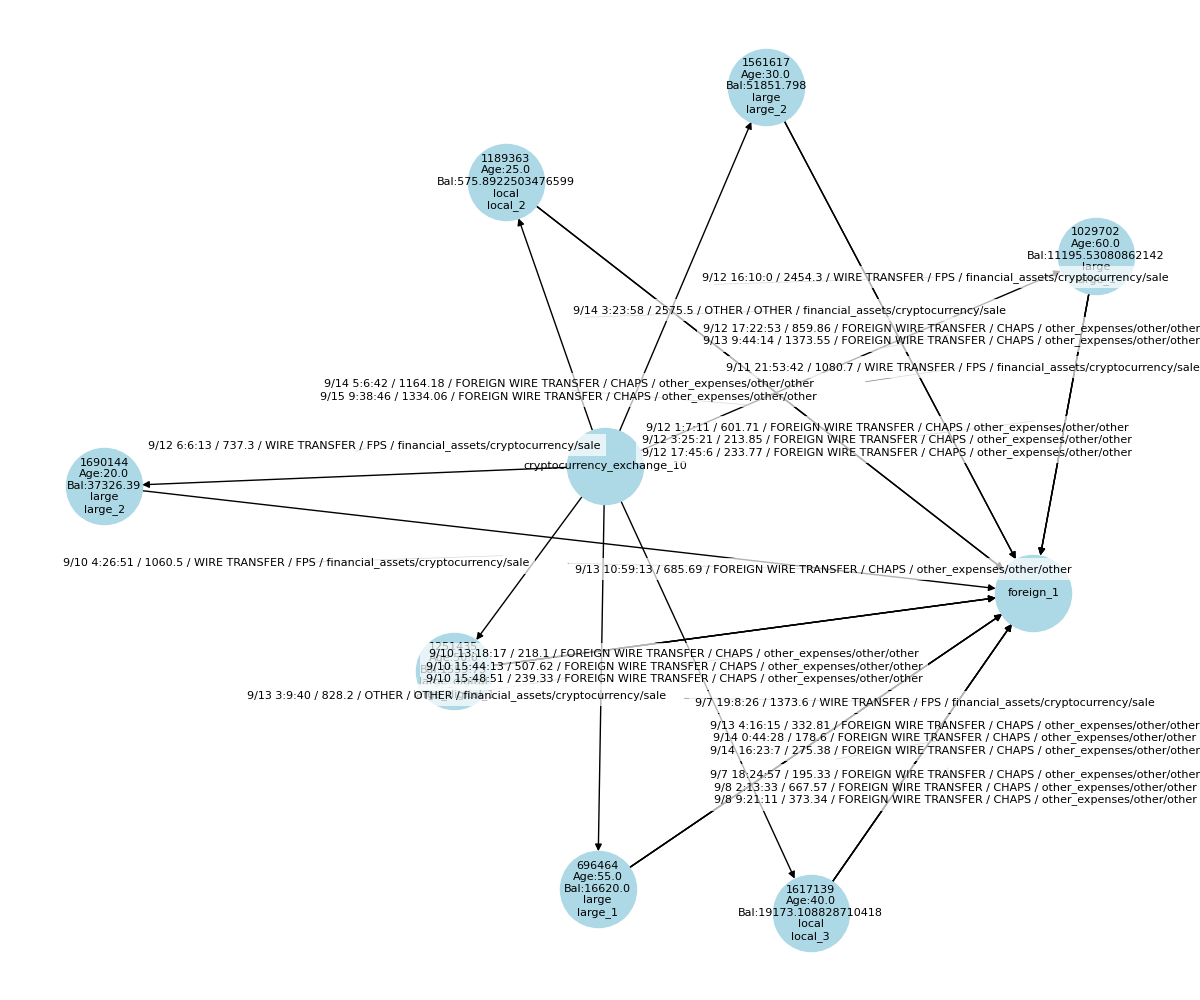 1561617
Age:30.0
Bal:51851.798
large
large_2
1189363
Age:25.0
Bal:575.8922503476599
local
local_2
1029702
Age:60.0
Bal:11195.53080862142
large
9/12 16:10:0 / 2454.3 / WIRE TRANSFER / FPS / financial_assets/cryptocurrency/sale
9/14 3:23:58 / 2575.5 / OTHER / OTHER / financial_assets/cryptocurrency/sale
9/12 17:22:53 / 859.86 / FOREIGN WIRE TRANSFER / CHAPS / other_expenses/other/other
9/13 9:44:14 / 1373.55 / FOREIGN WIRE TRANSFER / CHAPS / other_expenses/other/other
9/11 21:53:42 / 1080.7 / WIRE TRANSFER / FPS / financial_assets/cryptocurrency/sale
9/14 5:6:42 / 1164.18 / FOREIGN WIRE TRANSFER / CHAPS / other_expenses/other/other
9/15 9:38:46 / 1334.06 / FOREIGN WIRE TRANSFER / CHAPS / other_expenses/other/other
9/12 1:7:11 / 601.71 / FOREIGN WIRE TRANSFER / CHAPS / other_expenses/other/other
9/12 3:25:21 / 213.85 / FOREIGN WIRE TRANSFER / CHAPS / other_expenses/other/other
9/12 17:45:6 / 233.77 / FOREIGN WIRE TRANSFER / CHAPS / other_expenses/other/other
9/12 6:6:13 / 737.3 / WIRE TRANSFER / FPS / financial_assets/cryptocurrency/sale
cryptocurrency_exchange_10
1690144
Age:20.0
Bal:37326.39
large
large_2
9/10 4:26:51 / 1060.5 / WIRE TRANSFER / FPS / financial_assets/cryptocurrency/sale
9/13 10:59:13 / 685.69 / FOREIGN WIRE TRANSFER / CHAPS / other_expenses/other/other
foreign_1
1251435
9/10 13:18:17 / 218.1 / FOREIGN WIRE TRANSFER / CHAPS / other_expenses/other/other
9/10 15:44:13 / 507.62 / FOREIGN WIRE TRANSFER / CHAPS / other_expenses/other/other
9/10 15:48:51 / 239.33 / FOREIGN WIRE TRANSFER / CHAPS / other_expenses/other/other
9/13 3:9:40 / 828.2 / OTHER / OTHER / financial_assets/cryptocurrency/sale
9/7 19:8:26 / 1373.6 / WIRE TRANSFER / FPS / financial_assets/cryptocurrency/sale
9/13 4:16:15 / 332.81 / FOREIGN WIRE TRANSFER / CHAPS / other_expenses/other/other
9/14 0:44:28 / 178.6 / FOREIGN WIRE TRANSFER / CHAPS / other_expenses/other/other
9/14 16:23:7 / 275.38 / FOREIGN WIRE TRANSFER / CHAPS / other_expenses/other/other
9/7 18:24:57 / 195.33 / FOREIGN WIRE TRANSFER / CHAPS / other_expenses/other/other
9/8 2:13:33 / 667.57 / FOREIGN WIRE TRANSFER / CHAPS / other_expenses/other/other
9/8 9:21:11 / 373.34 / FOREIGN WIRE TRANSFER / CHAPS / other_expenses/other/other
696464
Age:55.0
Bal:16620.0
large
large_1
1617139
Age:40.0
Bal:19173.108828710418
local
local_3